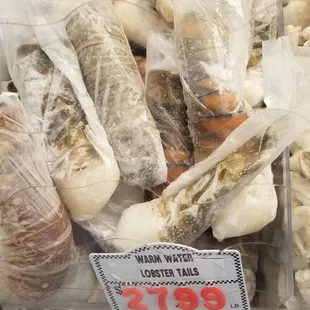 WARM WATER
LOBSTER TAILS
$2799 LB